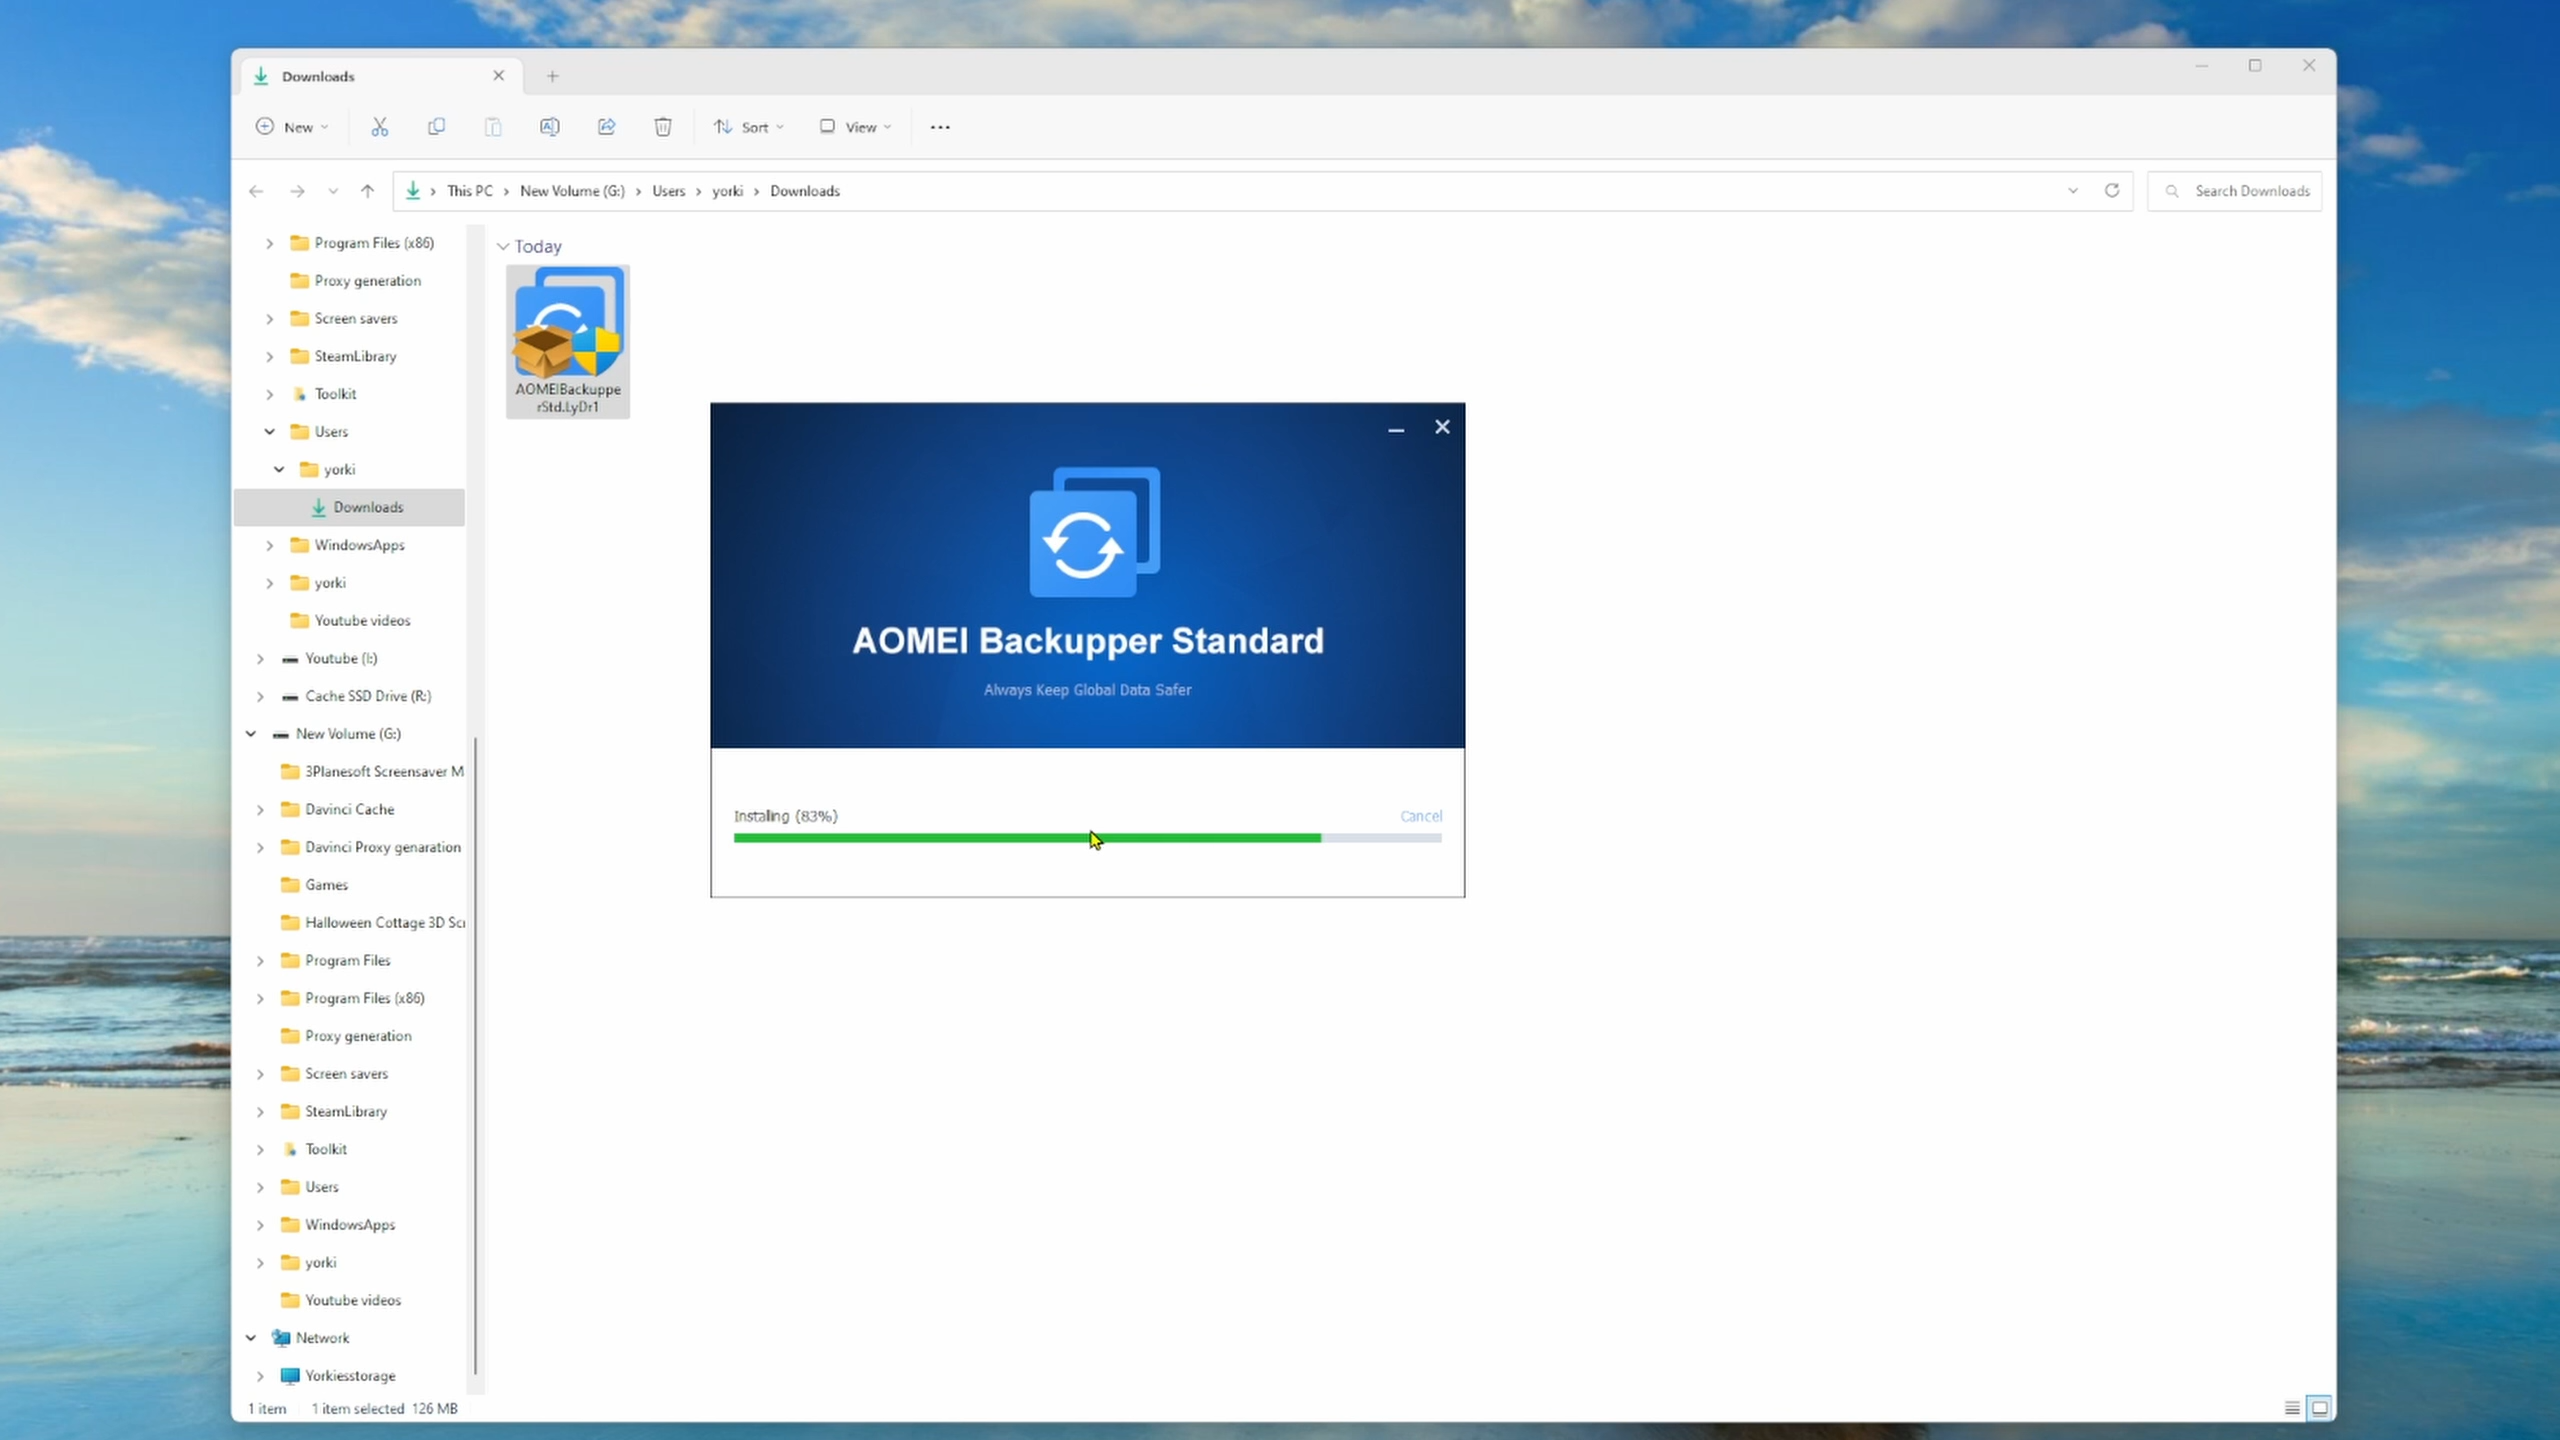 Downloads
New
Sort
View
This PC
New Volume (G:)
Users
yorki
Downloads
Search Downloads
Program Files (x86)
Proxy generation
Screen savers
SteamLibrary
Toolkit
Users
yorki
Downloads
WindowsApps
yorki
Youtube videos
Youtube (I:)
Cache SSD Drive (R:)
New Volume (G:)
3Planesoft Screensaver M
Davinci Cache
Davinci Proxy genaration
Games
Halloween Cottage 3D Scr
Program Files
Program Files (x86)
Proxy generation
Screen savers
SteamLibrary
Toolkit
Users
WindowsApps
yorki
Youtube videos
Network
Yorkiesstorage
Today
AOMEIBackuppe
rStd.LyDr1
AOMEI Backupper Standard
Always Keep Global Data Safer
Installing (83%)
Cancel
1 item
1 item selected 126 MB